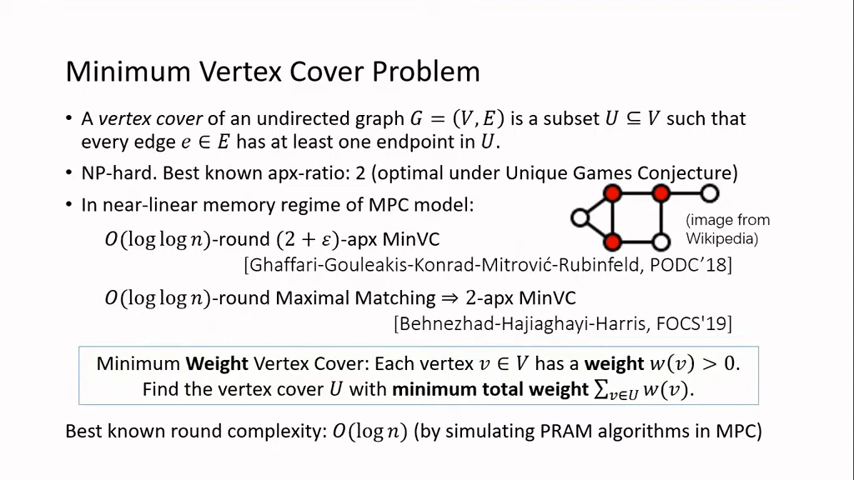 Minimum Vertex Cover Problem
• A vertex cover of an undirected graph G = (V, E) is a subset U ⊆ V such that
every edge e ∈ E has at least one endpoint in U.
• NP-hard. Best known apx-ratio: 2 (optimal under Unique Games Conjecture)
• In near-linear memory regime of MPC model:
(image from
Wikipedia)
O(log log n)-round (2 + ε)-apx MinVC
[Ghaffari-Gouleakis-Konrad-Mitrović-Rubinfeld, PODC’18]
O(log log n)-round Maximal Matching ⇒ 2-apx MinVC
[Behnezhad-Hajiaghayi-Harris, FOCS'19]
Minimum Weight Vertex Cover: Each vertex v ∈ V has a weight w(v) > 0.
Find the vertex cover U with minimum total weight ∑_{v∈U} w(v).
Best known round complexity: O(log n) (by simulating PRAM algorithms in MPC)